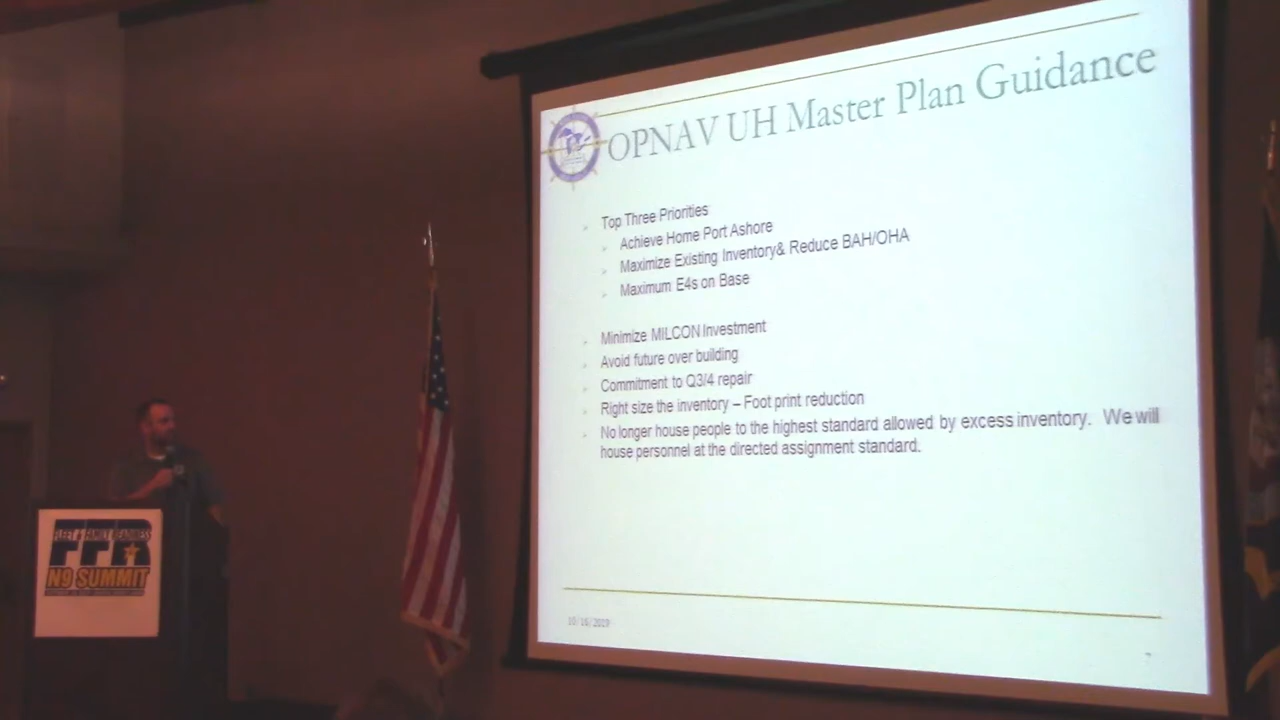 OPNAV UH Master Plan Guidance
Top Three Priorities
Achieve Home Port Ashore
Maximize Existing Inventory& Reduce BAH/OHA
Maximum E4s on Base
Minimize MILCON Investment
Avoid future over building
Commitment to Q3/4 repair
Right size the inventory – Foot print reduction
No longer house people to the highest standard allowed by excess inventory. We will
house personnel at the directed assignment standard.
10/16/2019
7
FLEET & FAMILY READINESS
FFR
N9 SUMMIT